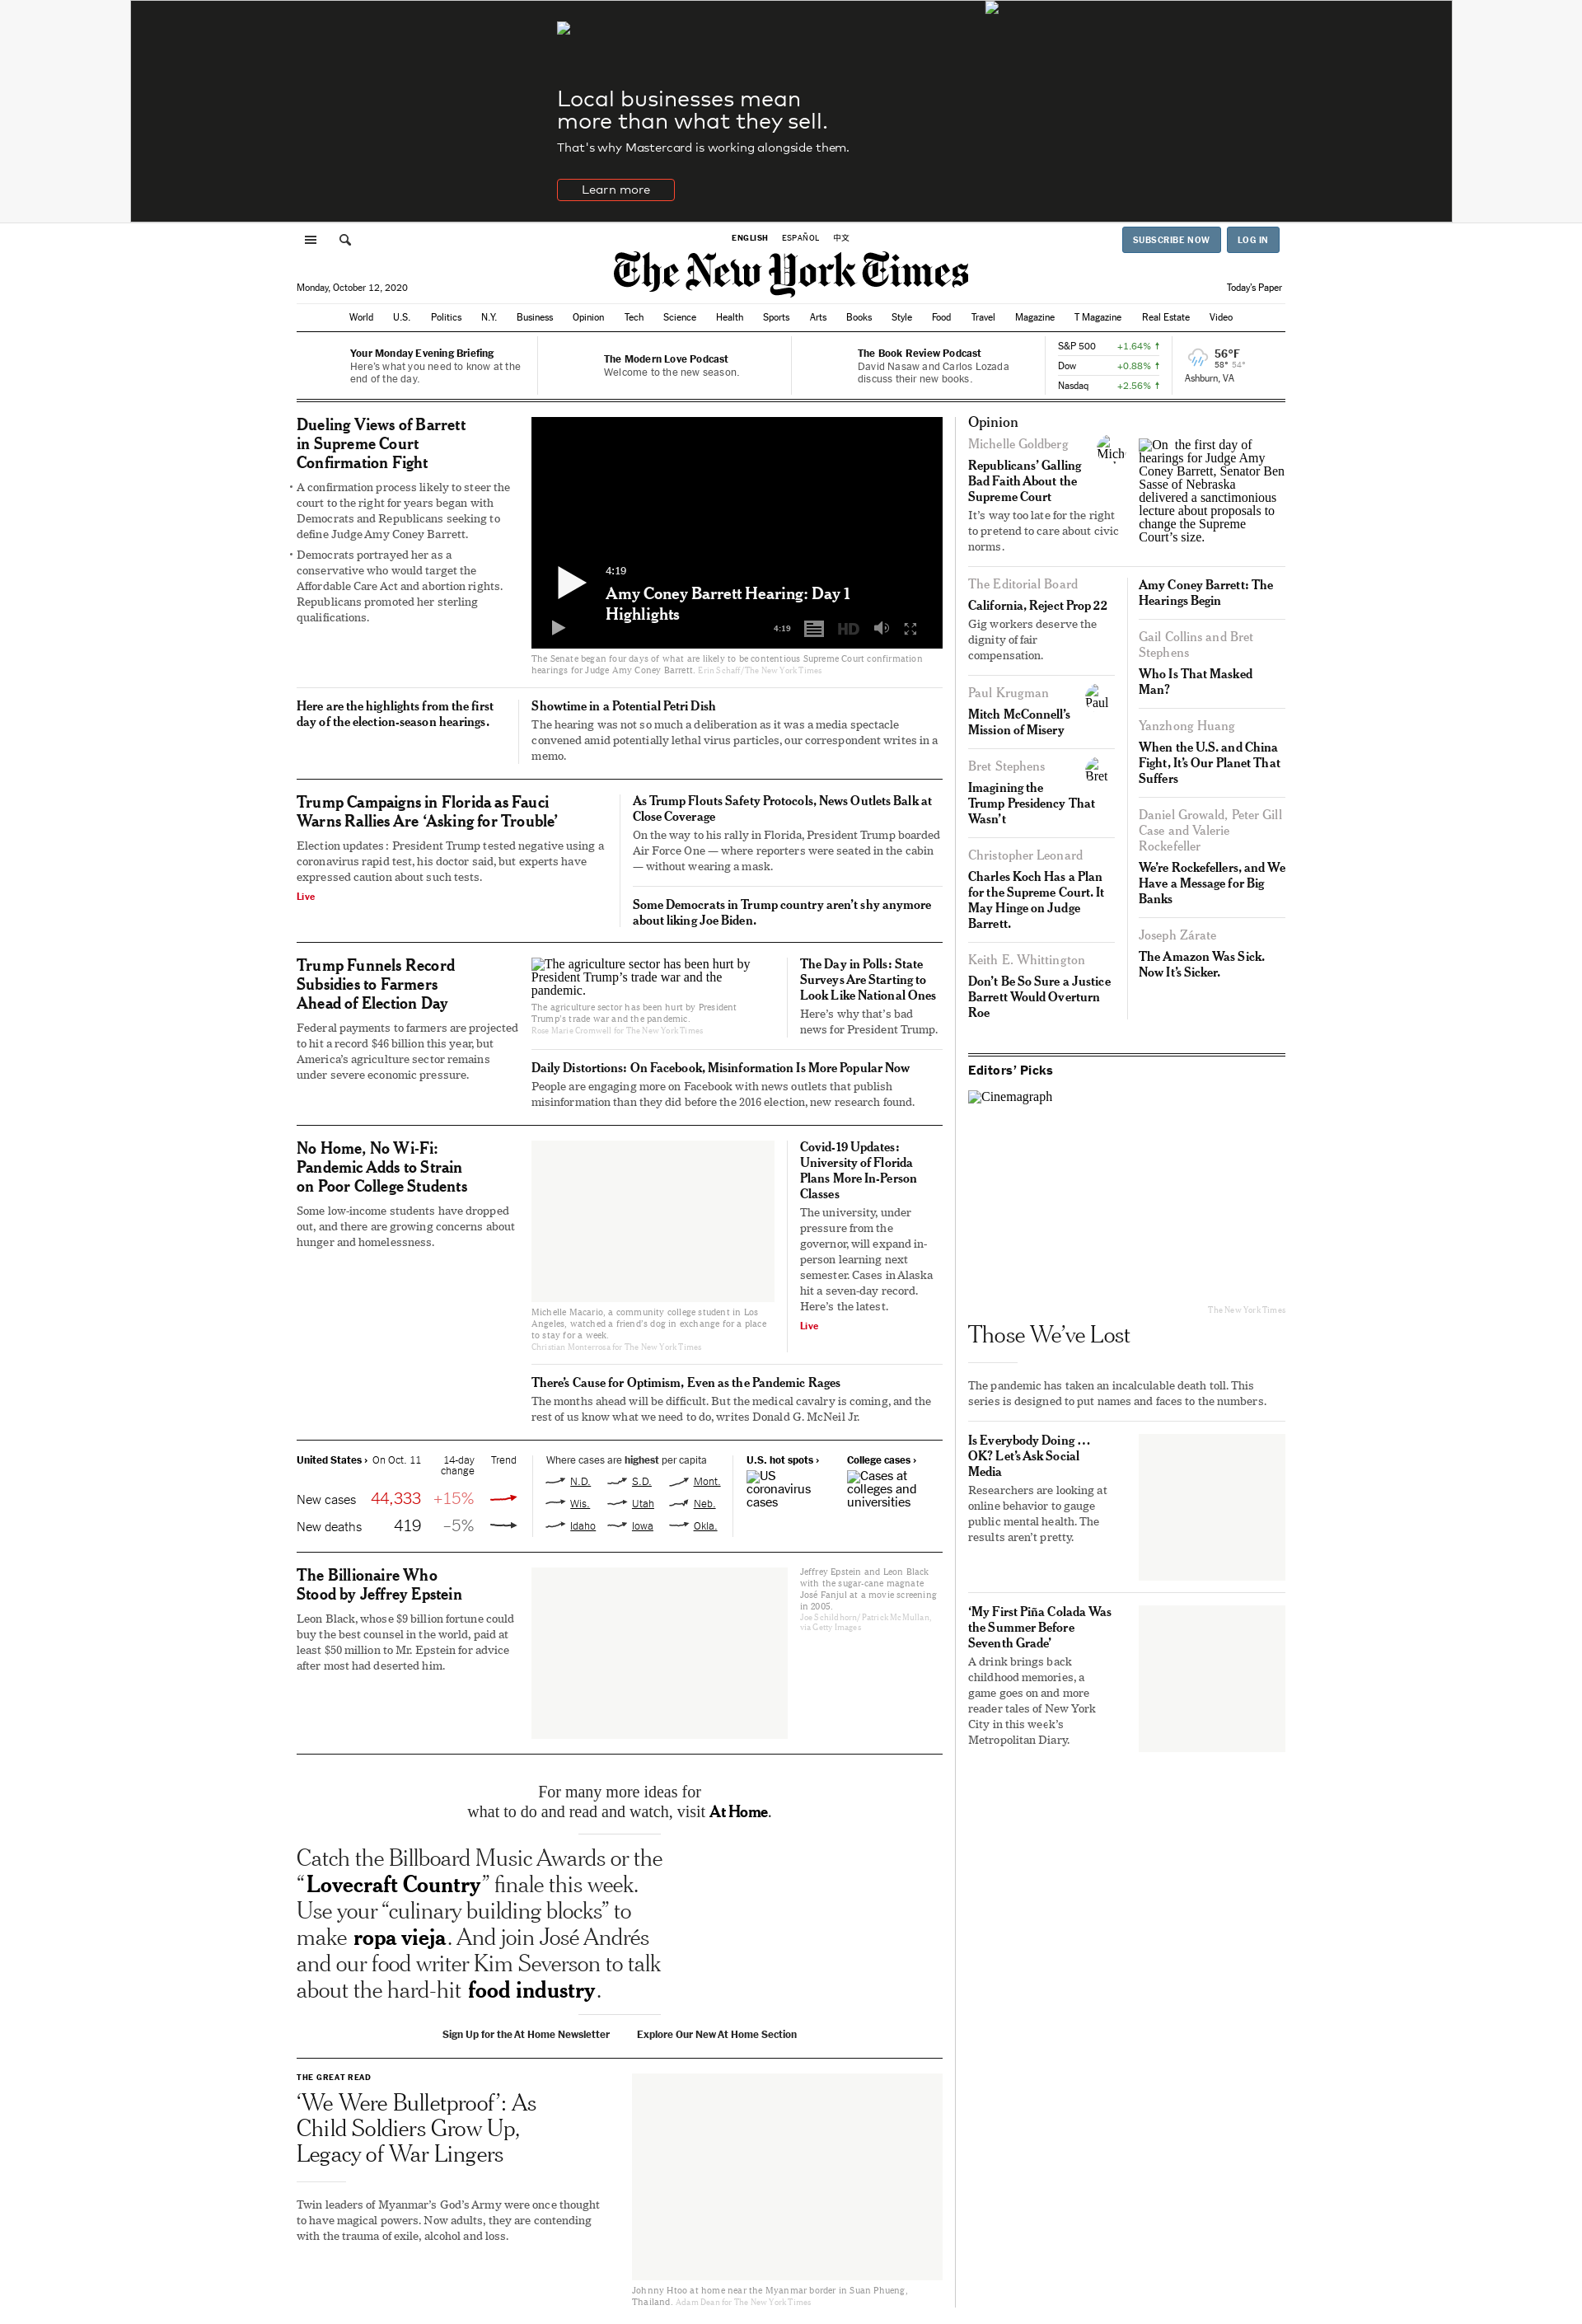 Local businesses mean
more than what they sell.
That's why Mastercard is working alongside them.
Learn more
ENGLISH ESPAÑOL 中文
SUBSCRIBE NOW LOG IN
The New York Times
Monday, October 12, 2020
Today's Paper
World U.S. Politics N.Y. Business Opinion Tech Science Health Sports Arts Books Style Food Travel Magazine T Magazine Real Estate Video
Your Monday Evening Briefing
Here's what you need to know at the
end of the day.
The Modern Love Podcast
Welcome to the new season.
The Book Review Podcast
David Nasaw and Carlos Lozada
discuss their new books.
S&P 500 +1.64% ↑
Dow +0.88% ↑
Nasdaq +2.56% ↑
56°F
58° 54°
Ashburn, VA
Dueling Views of Barrett
in Supreme Court
Confirmation Fight
• A confirmation process likely to steer the
court to the right for years began with
Democrats and Republicans seeking to
define Judge Amy Coney Barrett.
• Democrats portrayed her as a
conservative who would target the
Affordable Care Act and abortion rights.
Republicans promoted her sterling
qualifications.
4:19
Amy Coney Barrett Hearing: Day 1
Highlights
4:19 HD
The Senate began four days of what are likely to be contentious Supreme Court confirmation
hearings for Judge Amy Coney Barrett. Erin Schaff/The New York Times
Here are the highlights from the first
day of the election-season hearings.
Showtime in a Potential Petri Dish
The hearing was not so much a deliberation as it was a media spectacle
convened amid potentially lethal virus particles, our correspondent writes in a
memo.
Trump Campaigns in Florida as Fauci
Warns Rallies Are ‘Asking for Trouble’
Election updates: President Trump tested negative using a
coronavirus rapid test, his doctor said, but experts have
expressed caution about such tests.
Live
As Trump Flouts Safety Protocols, News Outlets Balk at
Close Coverage
On the way to his rally in Florida, President Trump boarded
Air Force One — where reporters were seated in the cabin
— without wearing a mask.
Some Democrats in Trump country aren’t shy anymore
about liking Joe Biden.
Trump Funnels Record
Subsidies to Farmers
Ahead of Election Day
Federal payments to farmers are projected
to hit a record $46 billion this year, but
America’s agriculture sector remains
under severe economic pressure.
The agriculture sector has been hurt by
President Trump’s trade war and the
pandemic.
The agriculture sector has been hurt by President
Trump’s trade war and the pandemic.
Rose Marie Cromwell for The New York Times
The Day in Polls: State
Surveys Are Starting to
Look Like National Ones
Here’s why that’s bad
news for President Trump.
Daily Distortions: On Facebook, Misinformation Is More Popular Now
People are engaging more on Facebook with news outlets that publish
misinformation than they did before the 2016 election, new research found.
No Home, No Wi-Fi:
Pandemic Adds to Strain
on Poor College Students
Some low-income students have dropped
out, and there are growing concerns about
hunger and homelessness.
Michelle Macario, a community college student in Los
Angeles, watched a friend’s dog in exchange for a place
to stay for a week.
Christian Monterrosa for The New York Times
Covid-19 Updates:
University of Florida
Plans More In-Person
Classes
The university, under
pressure from the
governor, will expand in-
person learning next
semester. Cases in Alaska
hit a seven-day record.
Here’s the latest.
Live
There’s Cause for Optimism, Even as the Pandemic Rages
The months ahead will be difficult. But the medical cavalry is coming, and the
rest of us know what we need to do, writes Donald G. McNeil Jr.
United States › On Oct. 11 14-day
change Trend
New cases 44,333 +15%
New deaths 419 –5%
Where cases are highest per capita
N.D. S.D. Mont.
Wis. Utah Neb.
Idaho Iowa Okla.
U.S. hot spots ›
US
coronavirus
cases
College cases ›
Cases at
colleges and
universities
The Billionaire Who
Stood by Jeffrey Epstein
Leon Black, whose $9 billion fortune could
buy the best counsel in the world, paid at
least $50 million to Mr. Epstein for advice
after most had deserted him.
Jeffrey Epstein and Leon Black
with the sugar-cane magnate
José Fanjul at a movie screening
in 2005.
Joe Schildhorn/Patrick McMullan,
via Getty Images
For many more ideas for
what to do and read and watch, visit At Home.
Catch the Billboard Music Awards or the
“Lovecraft Country” finale this week.
Use your “culinary building blocks” to
make ropa vieja. And join José Andrés
and our food writer Kim Severson to talk
about the hard-hit food industry.
Sign Up for the At Home Newsletter Explore Our New At Home Section
THE GREAT READ
‘We Were Bulletproof’: As
Child Soldiers Grow Up,
Legacy of War Lingers
Twin leaders of Myanmar’s God’s Army were once thought
to have magical powers. Now adults, they are contending
with the trauma of exile, alcohol and loss.
Johnny Htoo at home near the Myanmar border in Suan Phueng,
Thailand. Adam Dean for The New York Times
Opinion
Michelle Goldberg
Republicans’ Galling
Bad Faith About the
Supreme Court
It’s way too late for the right
to pretend to care about civic
norms.
On the first day of
hearings for Judge Amy
Coney Barrett, Senator Ben
Sasse of Nebraska
delivered a sanctimonious
lecture about proposals to
change the Supreme
Court’s size.
The Editorial Board
California, Reject Prop 22
Gig workers deserve the
dignity of fair
compensation.
Paul Krugman
Paul
Mitch McConnell’s
Mission of Misery
Bret Stephens
Bret
Imagining the
Trump Presidency That
Wasn’t
Christopher Leonard
Charles Koch Has a Plan
for the Supreme Court. It
May Hinge on Judge
Barrett.
Keith E. Whittington
Don’t Be So Sure a Justice
Barrett Would Overturn
Roe
Amy Coney Barrett: The
Hearings Begin
Gail Collins and Bret
Stephens
Who Is That Masked
Man?
Yanzhong Huang
When the U.S. and China
Fight, It’s Our Planet That
Suffers
Daniel Growald, Peter Gill
Case and Valerie
Rockefeller
We’re Rockefellers, and We
Have a Message for Big
Banks
Joseph Zárate
The Amazon Was Sick.
Now It’s Sicker.
Editors’ Picks
Cinemagraph
The New York Times
Those We’ve Lost
The pandemic has taken an incalculable death toll. This
series is designed to put names and faces to the numbers.
Is Everybody Doing …
OK? Let’s Ask Social
Media
Researchers are looking at
online behavior to gauge
public mental health. The
results aren’t pretty.
‘My First Piña Colada Was
the Summer Before
Seventh Grade’
A drink brings back
childhood memories, a
game goes on and more
reader tales of New York
City in this week’s
Metropolitan Diary.